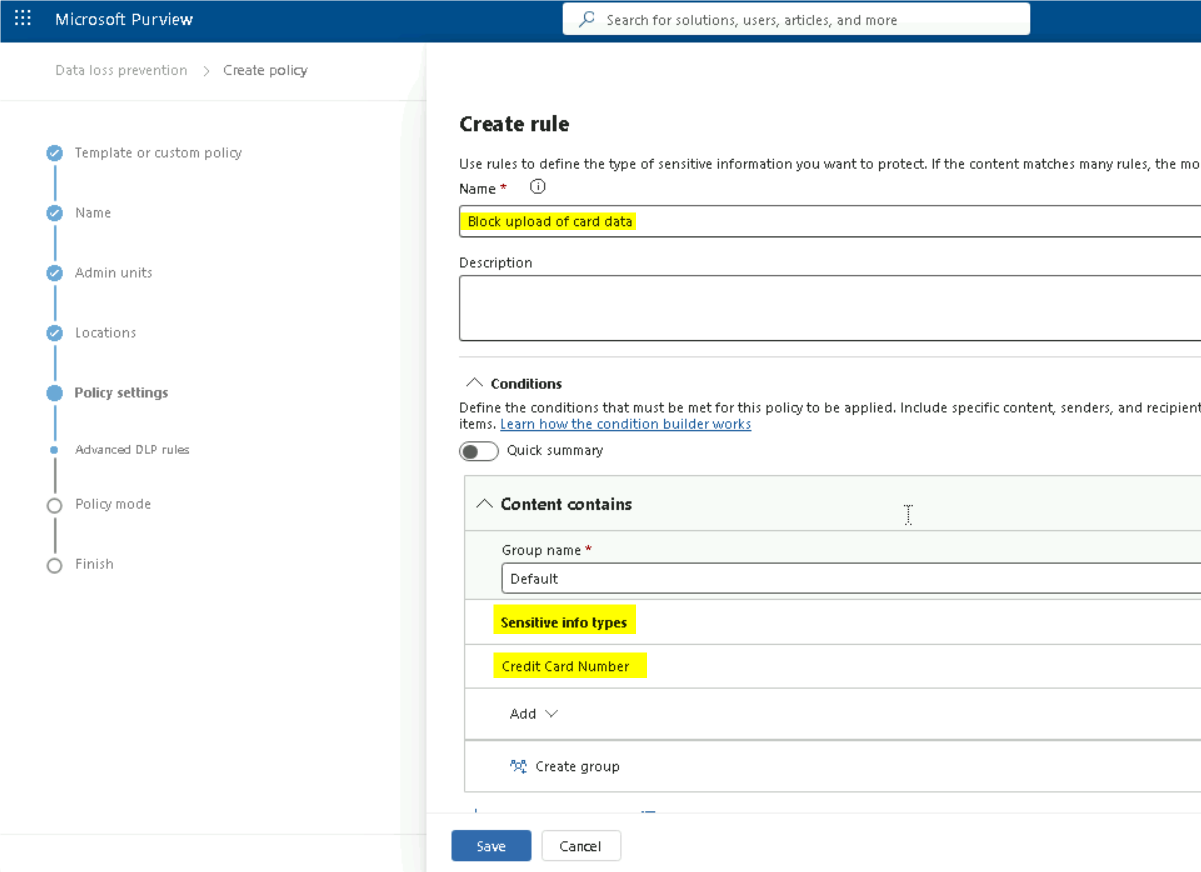 Microsoft Purview
Search for solutions, users, articles, and more
Data loss prevention > Create policy
Template or custom policy
Name
Admin units
Locations
Policy settings
Advanced DLP rules
Policy mode
Finish
Create rule
Use rules to define the type of sensitive information you want to protect. If the content matches many rules, the mo
Name *
Block upload of card data
Description
Conditions
Define the conditions that must be met for this policy to be applied. Include specific content, senders, and recipient
items. Learn how the condition builder works
Quick summary
Content contains
Group name *
Default
Sensitive info types
Credit Card Number
Add
Create group
Save
Cancel